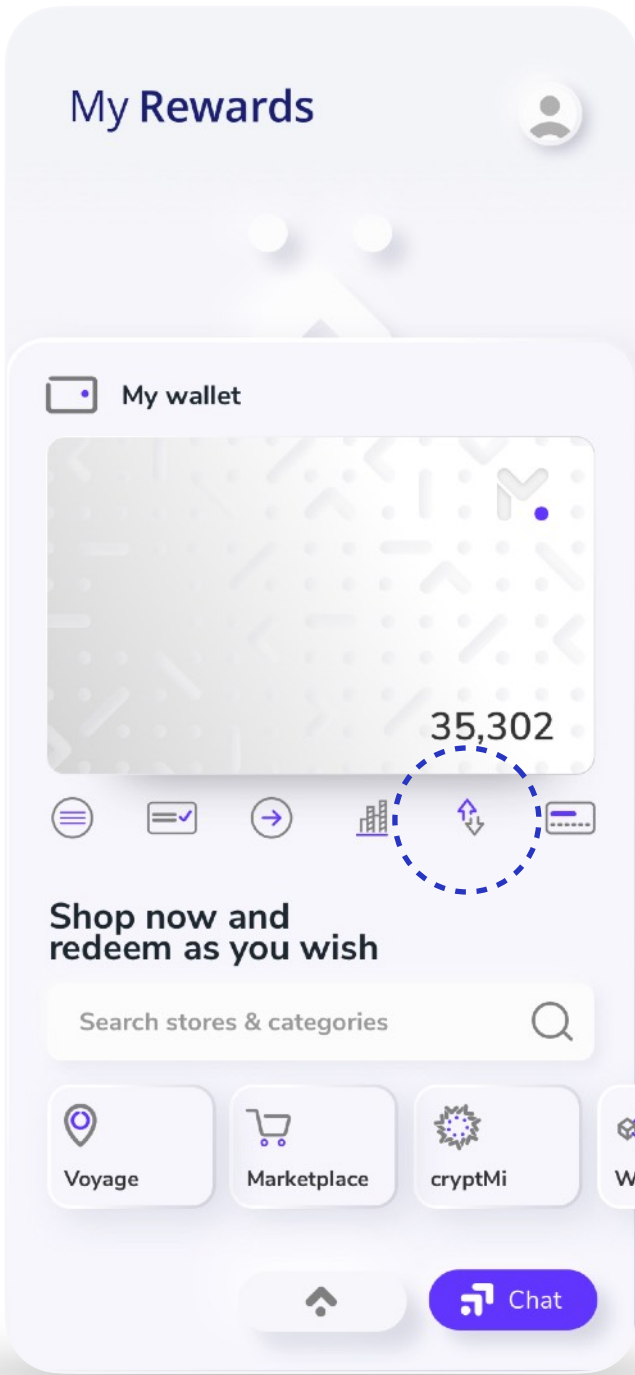 My Rewards
My wallet
35,302
Shop now and
redeem as you wish
Search stores & categories
Voyage
Marketplace
cryptMi
W
Chat